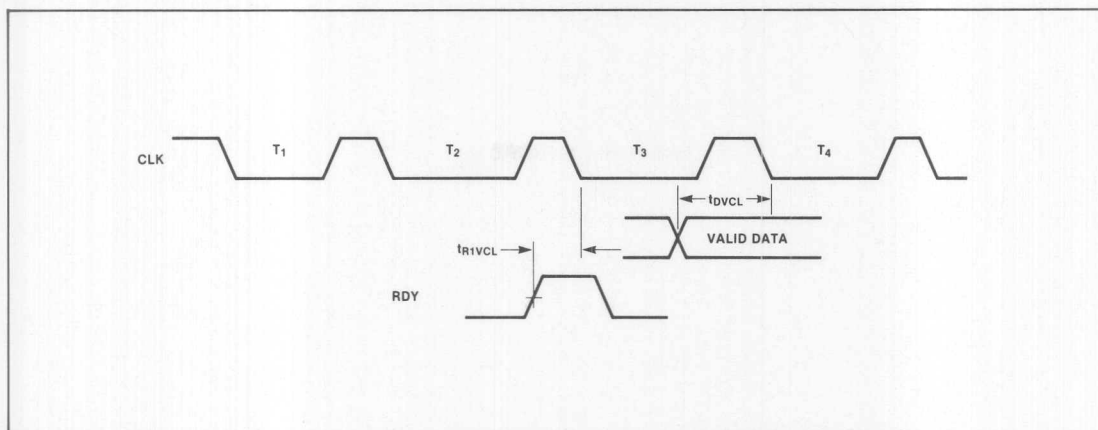 CLK
T1
T2
T3
T4
tDVCL
VALID DATA
tR1VCL
RDY